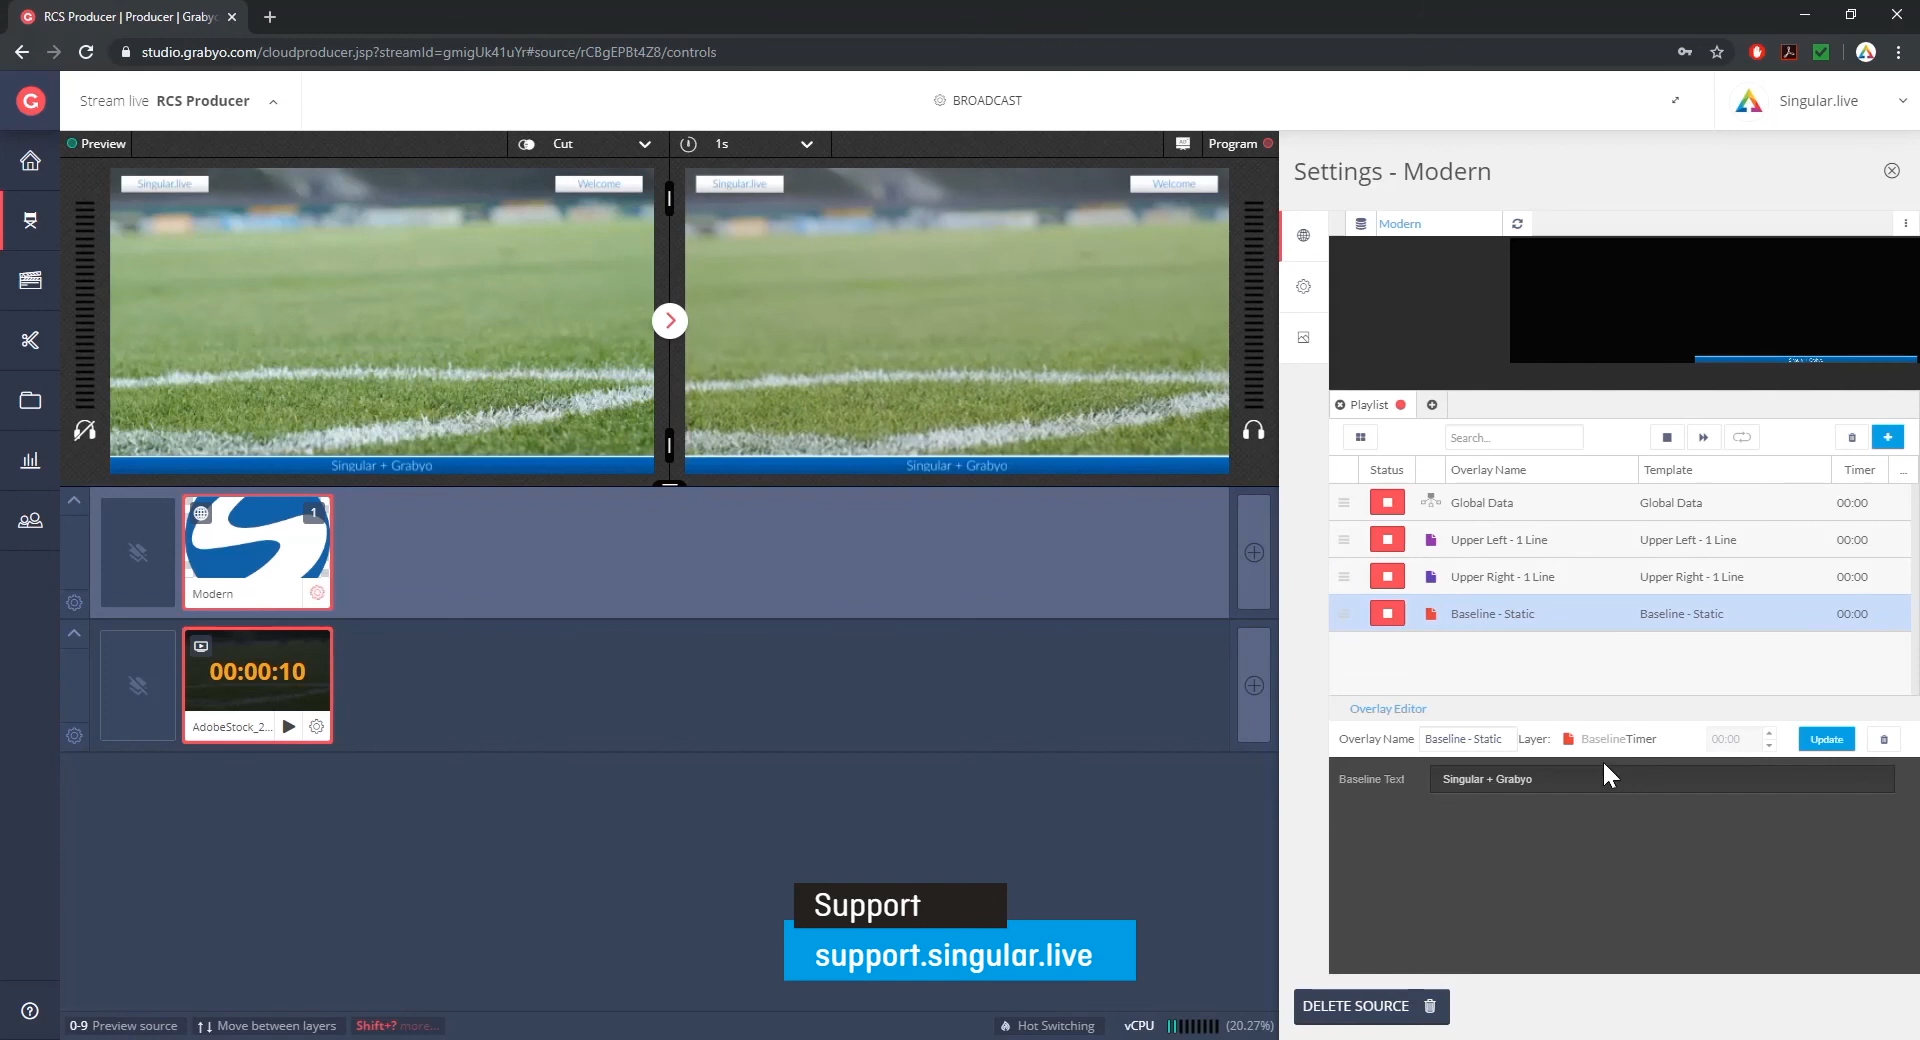 RCS Producer | Producer | Grabyo
studio.grabyo.com/cloudproducer.jsp?streamId=gmigUk41uYr#source/rCBgEPBt4Z8/controls
Stream live RCS Producer
BROADCAST
Singular.live
Preview
Cut
1s
Program
Singular.live
Welcome
Singular + Grabyo
Singular.live
Welcome
Singular + Grabyo
1
Modern
00:00:10
AdobeStock_2...
Settings - Modern
Modern
Playlist
Search...
Status Overlay Name Template Timer ...
Global Data Global Data 00:00
Upper Left - 1 Line Upper Left - 1 Line 00:00
Upper Right - 1 Line Upper Right - 1 Line 00:00
Baseline - Static Baseline - Static 00:00
Overlay Editor
Overlay Name Baseline - Static Layer: BaselineTimer 00:00 Update
Baseline Text Singular + Grabyo
DELETE SOURCE
Support
support.singular.live
0-9 Preview source Move between layers Shift+? more...
Hot Switching vCPU (20.27%)